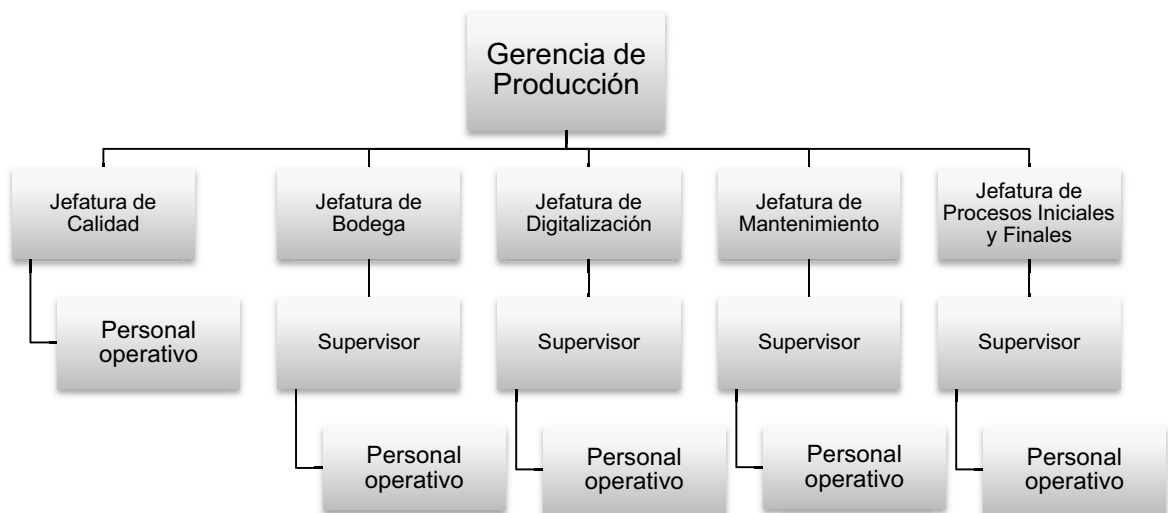 Gerencia de
Producción
Jefatura de
Calidad
Jefatura de
Bodega
Jefatura de
Digitalización
Jefatura de
Mantenimiento
Jefatura de
Procesos Iniciales
y Finales
Personal
operativo
Supervisor
Supervisor
Supervisor
Supervisor
Personal
operativo
Personal
operativo
Personal
operativo
Personal
operativo